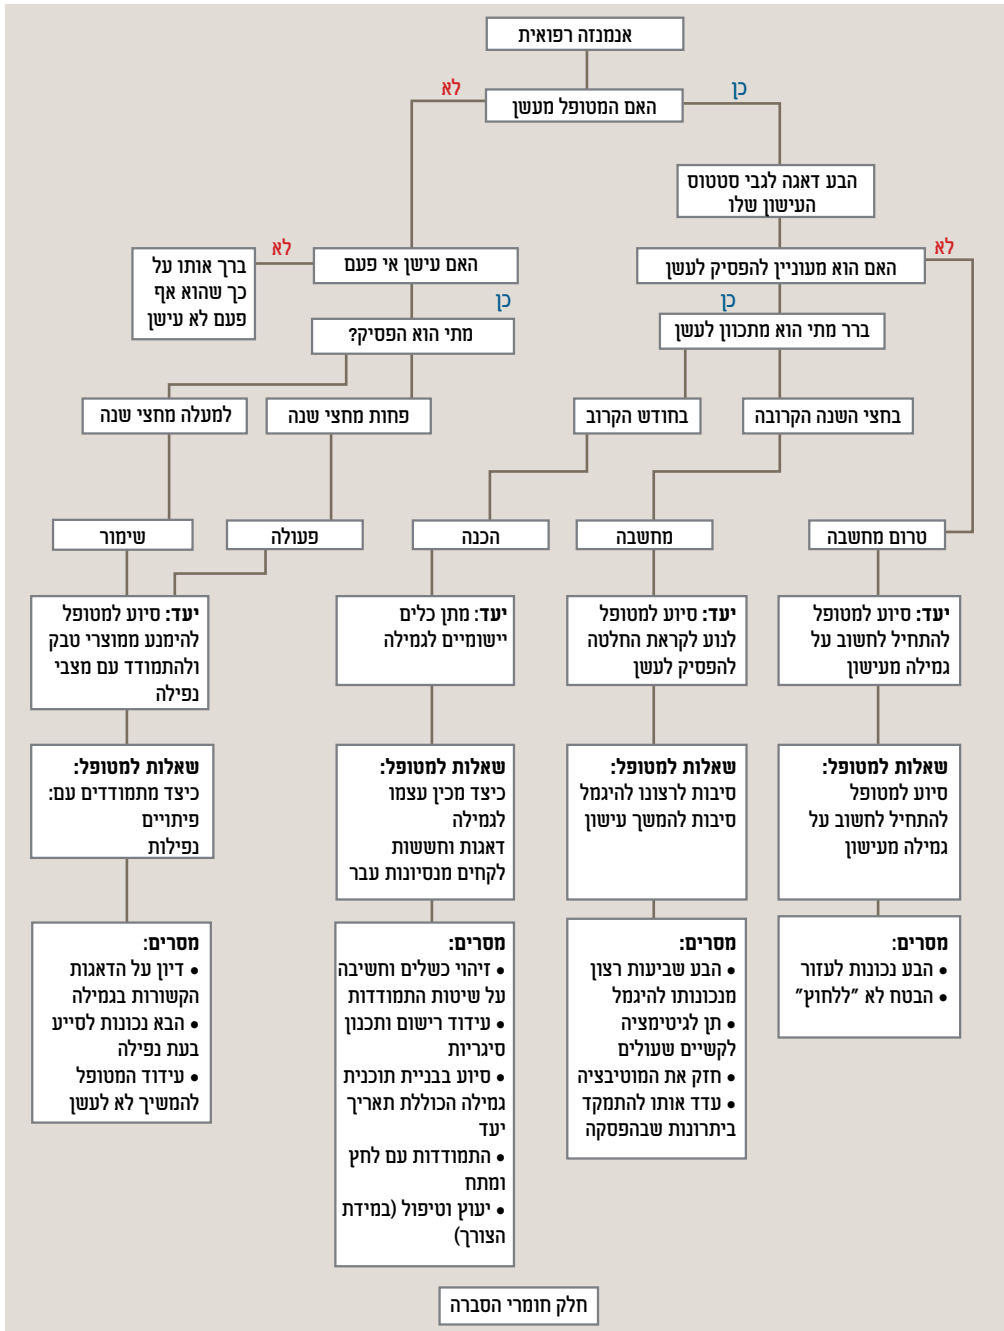 אנמנזה רפואית
האם המטופל מעשן
כן
לא
הבע דאגה לגבי סטטוס
העישון שלו
האם הוא מעוניין להפסיק לעשן
לא
כן
ברר מתי הוא מתכוון לעשן
האם עישן אי פעם
לא
ברך אותו על
כך שהוא אף
פעם לא עישן
כן
מתי הוא הפסיק?
בחצי השנה הקרובה
בחודש הקרוב
פחות מחצי שנה
למעלה מחצי שנה
טרום מחשבה
מחשבה
הכנה
פעולה
שימור
יעד: סיוע למטופל
להתחיל לחשוב על
גמילה מעישון
יעד: סיוע למטופל
לנוע לקראת החלטה
להפסיק לעשן
יעד: מתן כלים
יישומיים לגמילה
יעד: סיוע למטופל
להימנע ממוצרי טבק
ולהתמודד עם מצבי
נפילה
שאלות למטופל:
סיוע למטופל
להתחיל לחשוב על
גמילה מעישון
שאלות למטופל:
סיבות לרצונו להיגמל
סיבות להמשך עישון
שאלות למטופל:
כיצד מכין עצמו
לגמילה
דאגות וחששות
לקחים מנסיונות עבר
שאלות למטופל:
כיצד מתמודדים עם:
פיתויים
נפילות
מסרים:
• הבע נכונות לעזור
• הבטח לא "ללחוץ"
מסרים:
• הבע שביעות רצון
מנכונותו להיגמל
• תן לגיטימציה
לקשיים שעולים
• חזק את המוטיבציה
• עדד אותו להתמקד
ביתרונות שבהפסקה
מסרים:
• זיהוי כשלים וחשיבה
על שיטות התמודדות
• עידוד רישום ותכנון
סיגריות
• סיוע בבניית תוכנית
גמילה הכוללת תאריך
יעד
• התמודדות עם לחץ
ומתח
• יעוץ וטיפול (במידת
הצורך)
מסרים:
• דיון על הדאגות
הקשורות בגמילה
• הבא נכונות לסייע
בעת נפילה
• עידוד המטופל
להמשיך לא לעשן
חלק חומרי הסברה